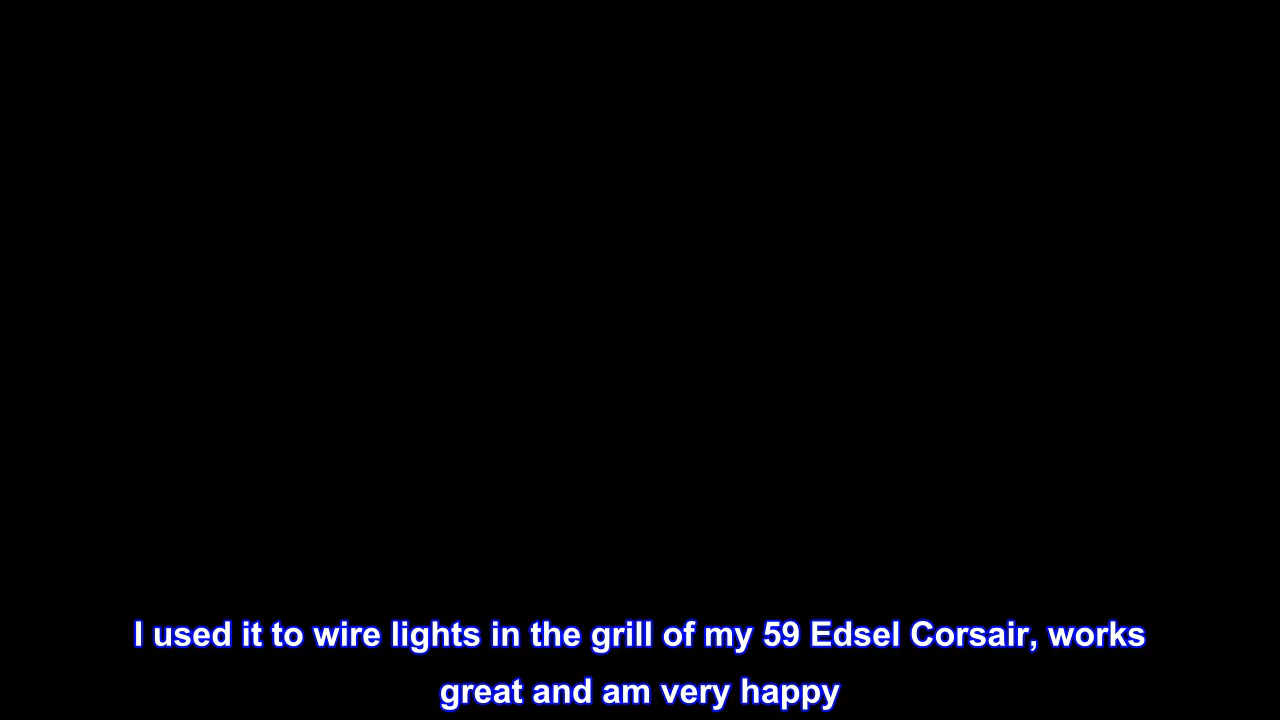 I used it to wire lights in the grill of my 59 Edsel Corsair, works
great and am very happy